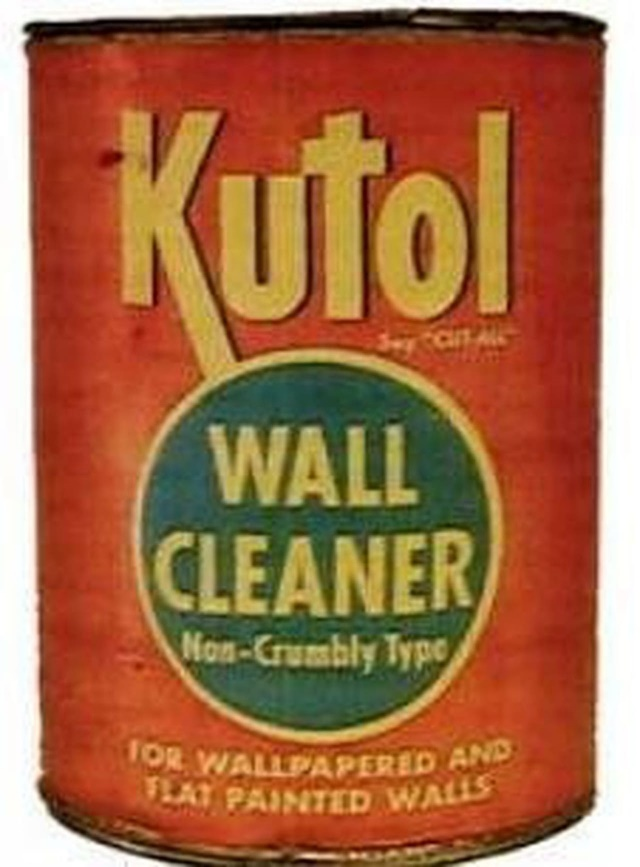 Kutol
Say "CUT-ALL"
WALL
CLEANER
Non-Crumbly Type
FOR WALLPAPERED AND
FLAT PAINTED WALLS